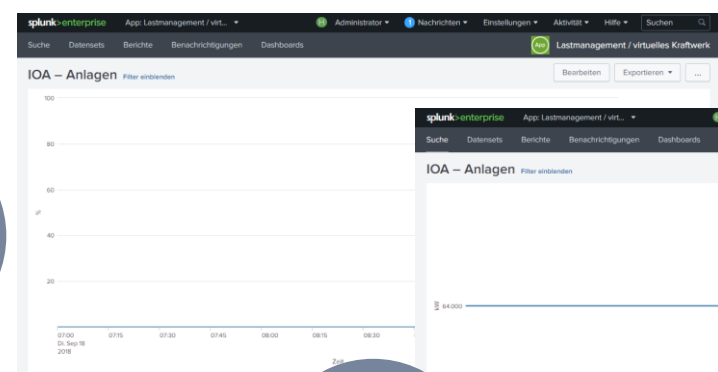 splunk>enterprise App: Lastmanagement / virt... Administrator Nachrichten Einstellungen Aktivität Hilfe Suchen
Suche Datensets Berichte Benachrichtigungen Dashboards App Lastmanagement / virtuelles Kraftwerk
IOA – Anlagen Filter einblenden Bearbeiten Exportieren ...
100
80
60
%
40
20
07:00 07:15 07:30 07:45 08:00 08:15 08:30
Di. Sep 18
2018
Zeit
splunk>enterprise App: Lastmanagement / virt...
Suche Datensets Berichte Benachrichtigungen Dashboards
IOA – Anlagen Filter einblenden
64.000